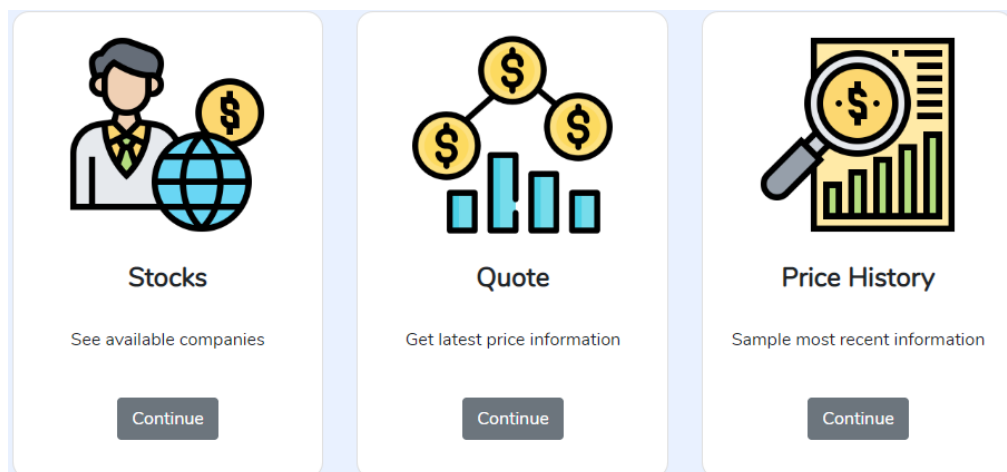 Stocks
See available companies
Continue
Quote
Get latest price information
Continue
Price History
Sample most recent information
Continue